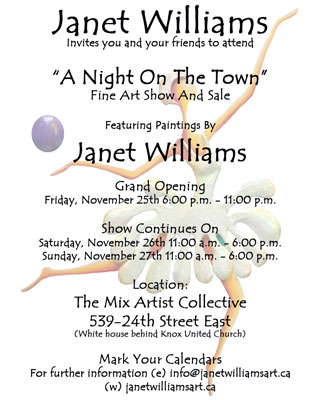 Janet Williams
Invites you and your friends to attend
"A Night On The Town"
Fine Art Show And Sale
Featuring Paintings By
Janet Williams
Grand Opening
Friday, November 25th 6:00 p.m. - 11:00 p.m.
Show Continues On
Saturday, November 26th 11:00 a.m. - 6:00 p.m.
Sunday, November 27th 11:00 a.m. - 6:00 p.m.
Location:
The Mix Artist Collective
539-24th Street East
(White house behind Knox United Church)
Mark Your Calendars
For further information (e) info@janetwilliamsart.ca
(w) janetwilliamsart.ca